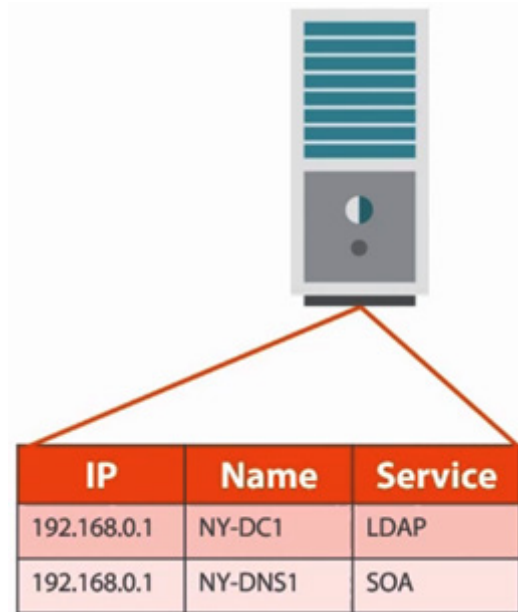 IP Name Service
192.168.0.1 NY-DC1 LDAP
192.168.0.1 NY-DNS1 SOA